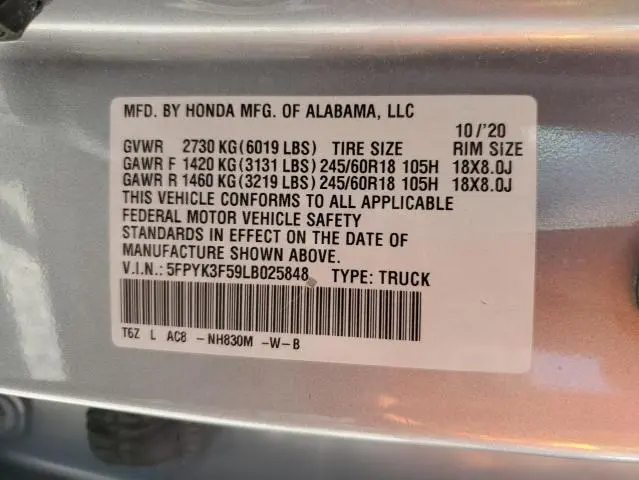 MFD. BY HONDA MFG. OF ALABAMA, LLC
10/'20
GVWR 2730 KG(6019 LBS) TIRE SIZE RIM SIZE
GAWR F 1420 KG(3131 LBS)245/60R18 105H 18X8.0J
GAWR R 1460 KG(3219 LBS)245/60R18 105H 18X8.0J
THIS VEHICLE CONFORMS TO ALL APPLICABLE
FEDERAL MOTOR VEHICLE SAFETY
STANDARDS IN EFFECT ON THE DATE OF
MANUFACTURE SHOWN ABOVE.
V.I.N.:5FPYK3F59LB025848 TYPE: TRUCK
T6Z L AC8 - NH830M -W-B